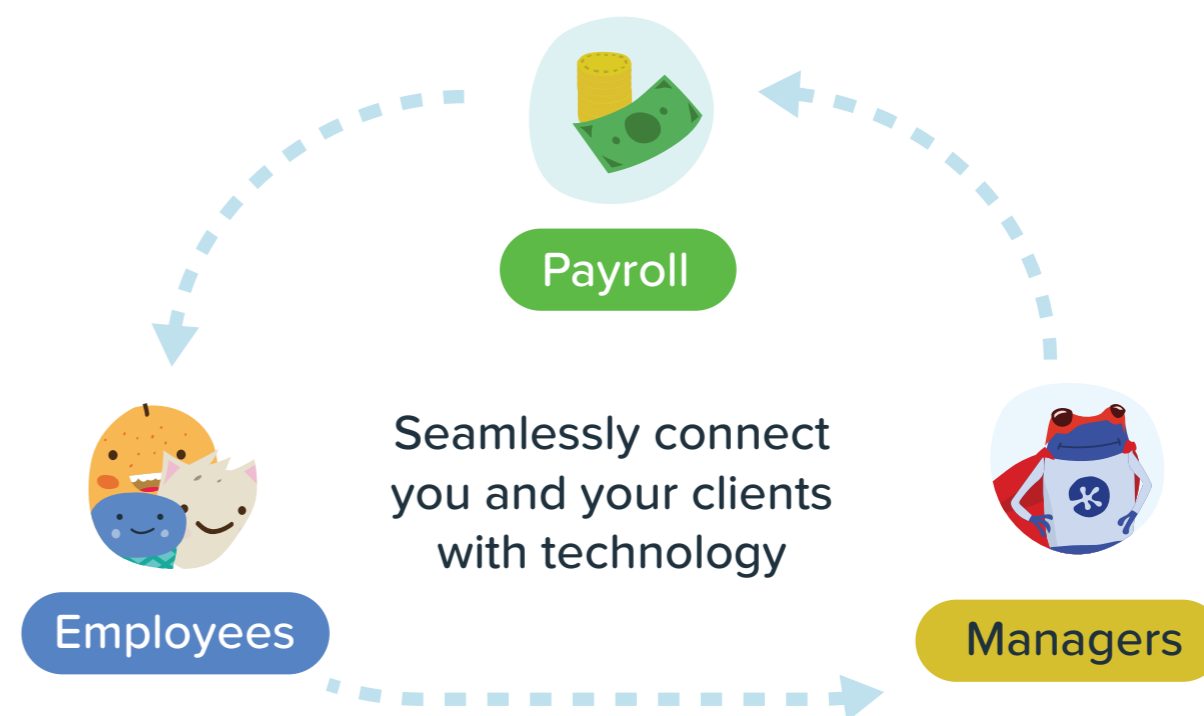 Payroll
Seamlessly connect
you and your clients
with technology
Employees
Managers